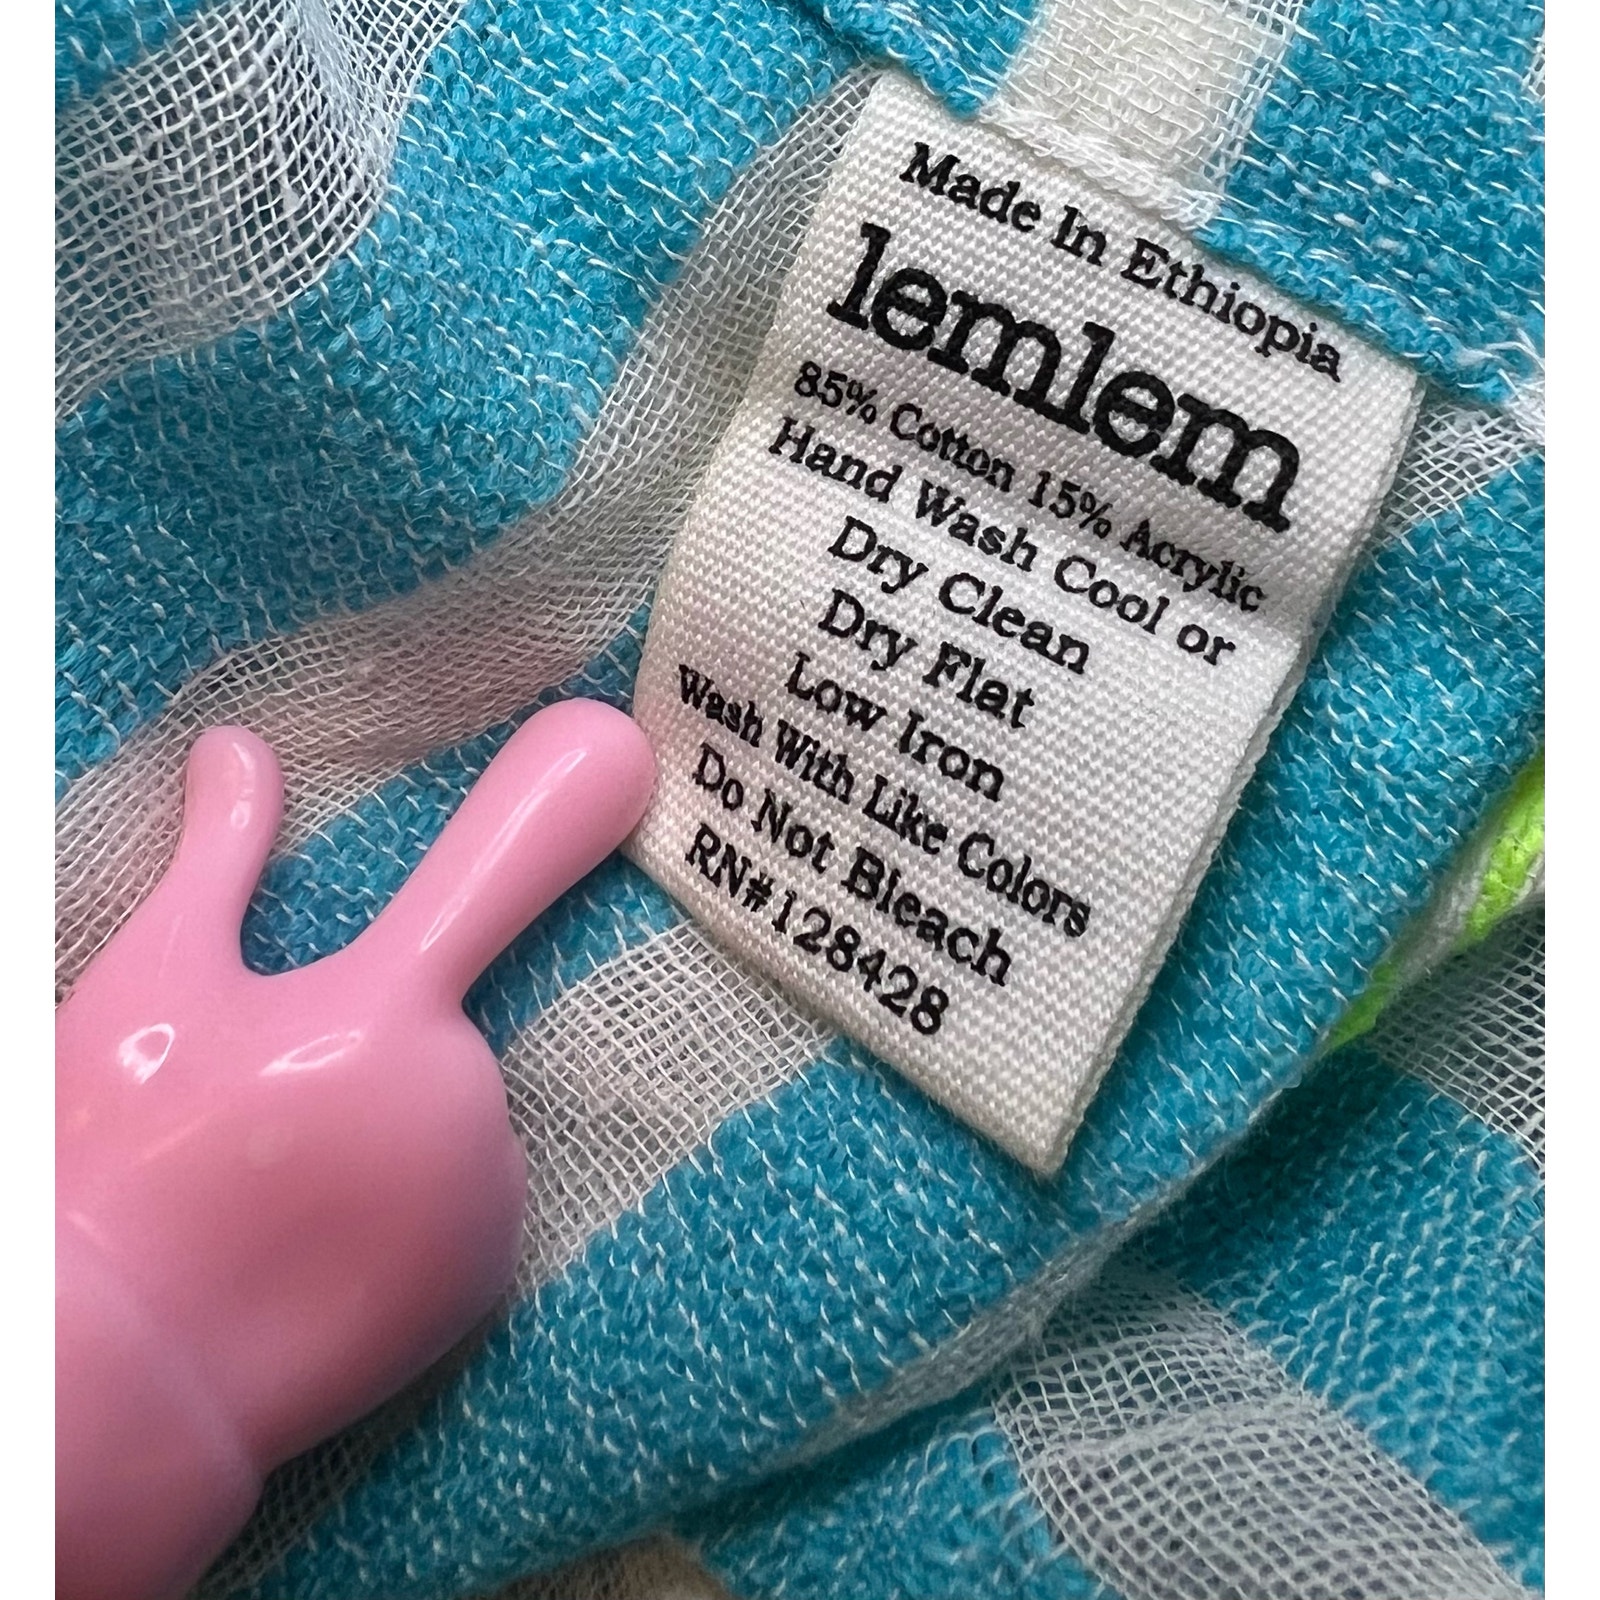 Made In Ethiopia
lemlem
85% Cotton 15% Acrylic
Hand Wash Cool or
Dry Clean
Dry Flat
Low Iron
Wash With Like Colors
Do Not Bleach
RN#128428